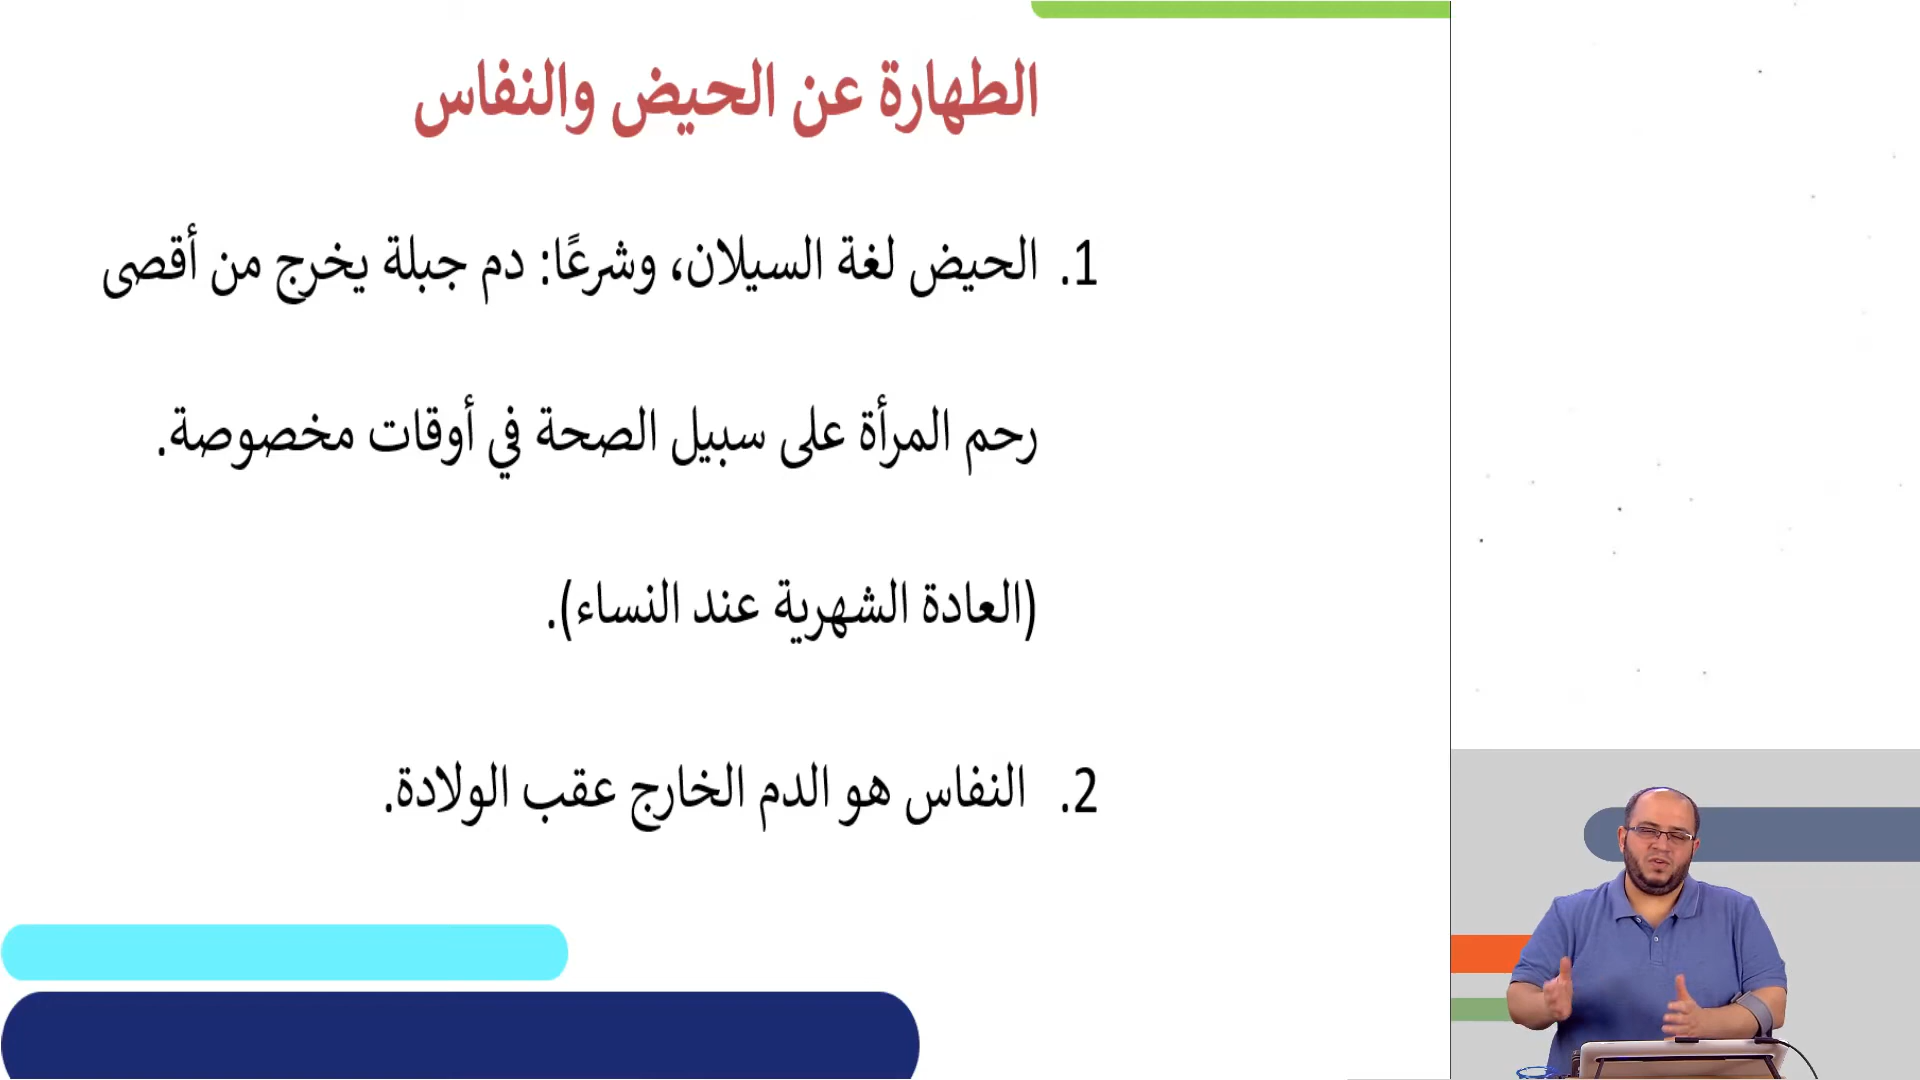 الطهارة عن الحيض والنفاس
1. الحيض لغة السيلان، وشرعًا: دم جبلة يخرج من أقصى
رحم المرأة على سبيل الصحة في أوقات مخصوصة.
(العادة الشهرية عند النساء).
2. النفاس هو الدم الخارج عقب الولادة.